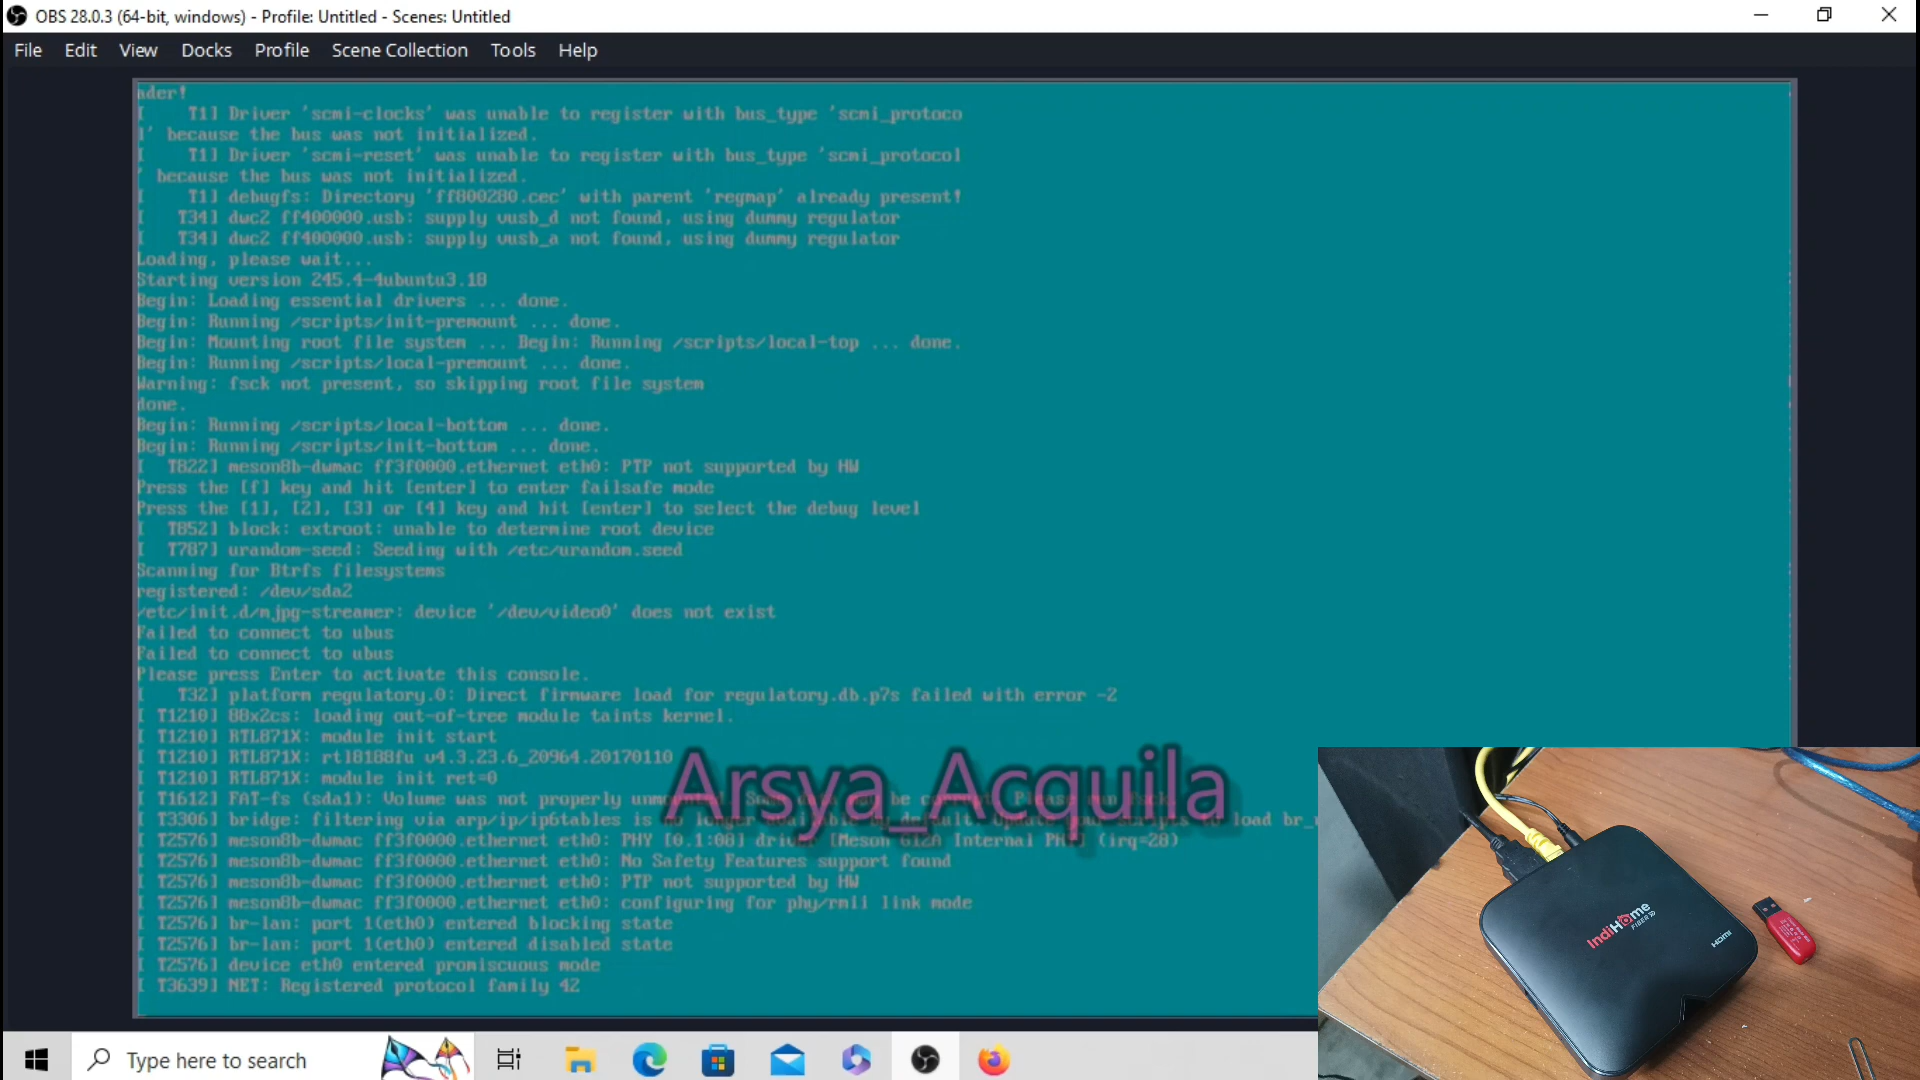 OBS 28.0.3 (64-bit, windows) - Profile: Untitled - Scenes: Untitled
File Edit View Docks Profile Scene Collection Tools Help
ader!
[ T1] Driver 'scmi-clocks' was unable to register with bus_type 'scmi_protoco
l' because the bus was not initialized.
[ T1] Driver 'scmi-reset' was unable to register with bus_type 'scmi_protocol
' because the bus was not initialized.
[ T1] debugfs: Directory 'ff800280.cec' with parent 'regmap' already present!
[ T34] dwc2 ff400000.usb: supply vusb_d not found, using dummy regulator
[ T34] dwc2 ff400000.usb: supply vusb_a not found, using dummy regulator
Loading, please wait...
Starting version 245.4-4ubuntu3.18
Begin: Loading essential drivers ... done.
Begin: Running /scripts/init-premount ... done.
Begin: Mounting root file system ... Begin: Running /scripts/local-top ... done.
Begin: Running /scripts/local-premount ... done.
Warning: fsck not present, so skipping root file system
done.
Begin: Running /scripts/local-bottom ... done.
Begin: Running /scripts/init-bottom ... done.
[ T822] meson8b-dwmac ff3f0000.ethernet eth0: PTP not supported by HW
Press the [f] key and hit [enter] to enter failsafe mode
Press the [1], [2], [3] or [4] key and hit [enter] to select the debug level
[ T852] block: extroot: unable to determine root device
[ T787] urandom-seed: Seeding with /etc/urandom.seed
Scanning for Btrfs filesystems
registered: /dev/sda2
/etc/init.d/mjpg-streamer: device '/dev/video0' does not exist
Failed to connect to ubus
Failed to connect to ubus
Please press Enter to activate this console.
[ T32] platform regulatory.0: Direct firmware load for regulatory.db.p7s failed with error -2
[ T1210] 88x2cs: loading out-of-tree module taints kernel.
[ T1210] RTL871X: module init start
[ T1210] RTL871X: rtl8188fu v4.3.23.6_20964.20170110
[ T1210] RTL871X: module init ret=0
Arsya_Acquila
[ T1612] FAT-fs (sda1): Volume was not properly
[ T3306] bridge: filtering via arp/ip/ip6tables is no longer available by default. Update your scripts to load br_
[ T2576] meson8b-dwmac ff3f0000.ethernet eth0: PHY [0.1:08] driver [Meson G12A Internal PHY] (irq=28)
[ T2576] meson8b-dwmac ff3f0000.ethernet eth0: No Safety Features support found
[ T2576] meson8b-dwmac ff3f0000.ethernet eth0: PTP not supported by HW
[ T2576] meson8b-dwmac ff3f0000.ethernet eth0: configuring for phy/rmii link mode
[ T2576] br-lan: port 1(eth0) entered blocking state
[ T2576] br-lan: port 1(eth0) entered disabled state
[ T2576] device eth0 entered promiscuous mode
[ T3639] NET: Registered protocol family 42
IndiHome
FIBER
HDMI
Type here to search